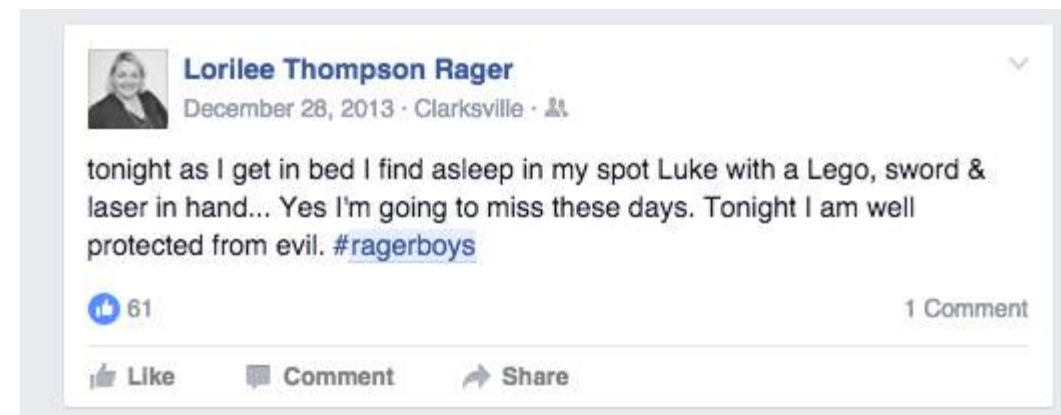 Lorilee Thompson Rager
December 28, 2013 · Clarksville ·
tonight as I get in bed I find asleep in my spot Luke with a Lego, sword &
laser in hand... Yes I'm going to miss these days. Tonight I am well
protected from evil. #ragerboys
61 1 Comment
Like Comment Share